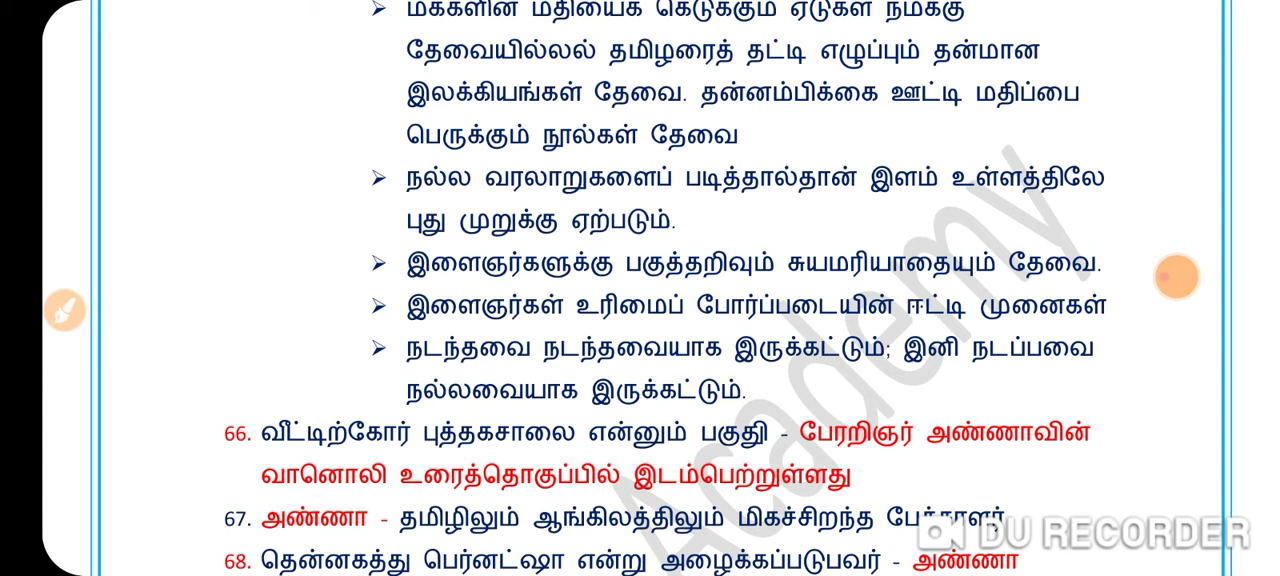 ➢ மக்களின் மதியைக் கெடுக்கும் ஏடுகள் நமக்கு
தேவையில்லல் தமிழரைத் தட்டி எழுப்பும் தன்மான
இலக்கியங்கள் தேவை. தன்னம்பிக்கை ஊட்டி மதிப்பை
பெருக்கும் நூல்கள் தேவை
➢ நல்ல வரலாறுகளைப் படித்தால்தான் இளம் உள்ளத்திலே
புது முறுக்கு ஏற்படும்.
➢ இளைஞர்களுக்கு பகுத்தறிவும் சுயமரியாதையும் தேவை.
➢ இளைஞர்கள் உரிமைப் போர்ப்படையின் ஈட்டி முனைகள்
➢ நடந்தவை நடந்தவையாக இருக்கட்டும்; இனி நடப்பவை
நல்லவையாக இருக்கட்டும்.
66. வீட்டிற்கோர் புத்தகசாலை என்னும் பகுதி - பேரறிஞர் அண்ணாவின்
வானொலி உரைத்தொகுப்பில் இடம்பெற்றுள்ளது
67. அண்ணா - தமிழிலும் ஆங்கிலத்திலும் மிகச்சிறந்த பேச்சாளர்
68. தென்னகத்து பெர்னட்ஷா என்று அழைக்கப்படுபவர் - அண்ணா
Academy
DU RECORDER